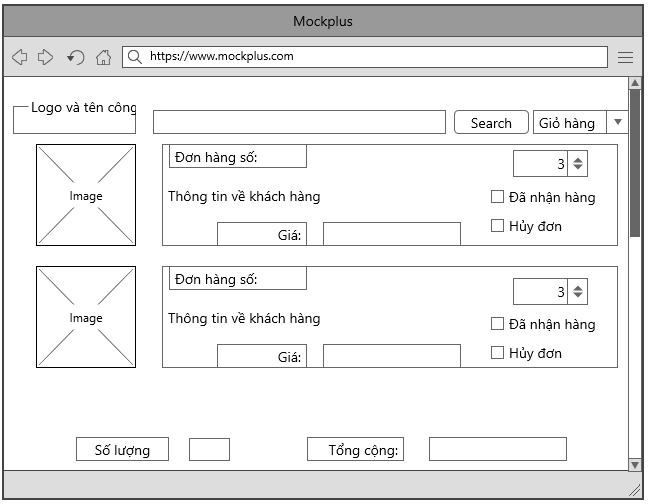 Mockplus
https://www.mockplus.com
Logo và tên công
Search
Giỏ hàng
Image
Đơn hàng số:
3
Thông tin về khách hàng
Đã nhận hàng
Hủy đơn
Giá:
Image
Đơn hàng số:
3
Thông tin về khách hàng
Đã nhận hàng
Hủy đơn
Giá:
Số lượng
Tổng cộng: